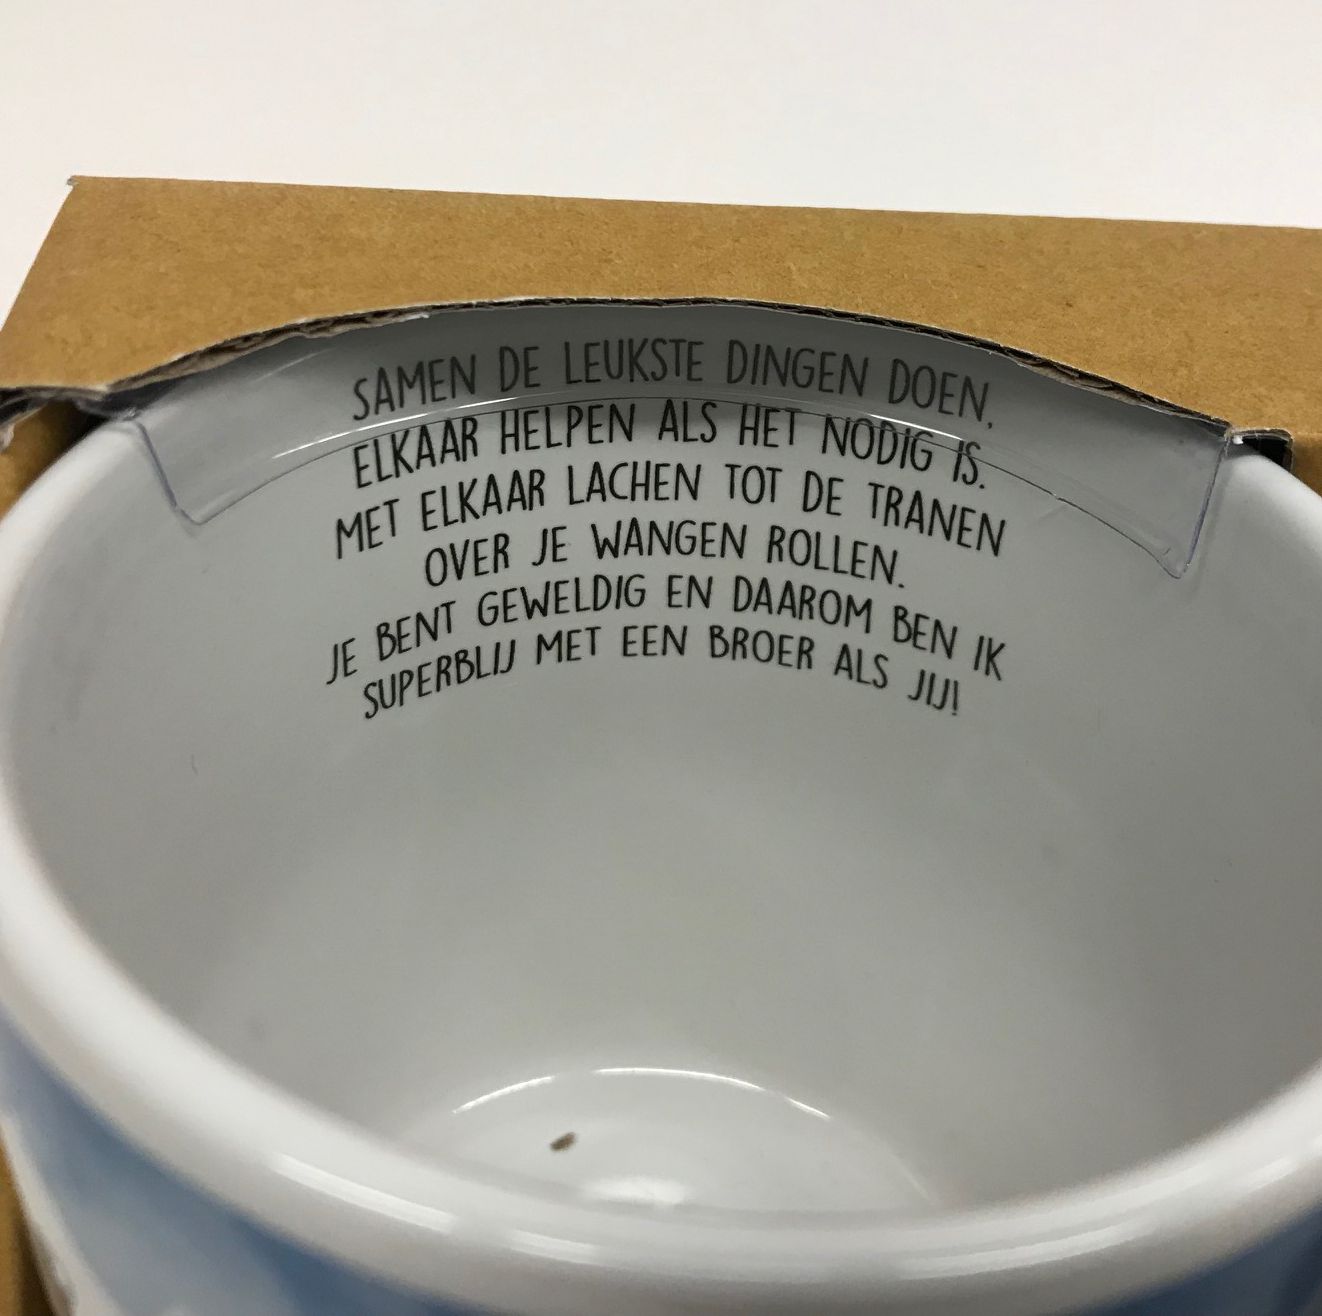 SAMEN DE LEUKSTE DINGEN DOEN,
ELKAAR HELPEN ALS HET NODIG IS.
MET ELKAAR LACHEN TOT DE TRANEN
OVER JE WANGEN ROLLEN.
JE BENT GEWELDIG EN DAAROM BEN IK
SUPERBLIJ MET EEN BROER ALS JIJ!